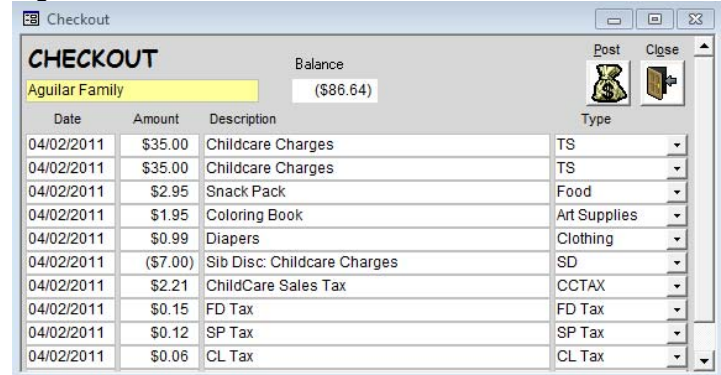 Checkout
CHECKOUT
Balance
Post Close
Aguilar Family ($86.64)
Date Amount Description Type
04/02/2011 $35.00 Childcare Charges TS
04/02/2011 $35.00 Childcare Charges TS
04/02/2011 $2.95 Snack Pack Food
04/02/2011 $1.95 Coloring Book Art Supplies
04/02/2011 $0.99 Diapers Clothing
04/02/2011 ($7.00) Sib Disc: Childcare Charges SD
04/02/2011 $2.21 ChildCare Sales Tax CCTAX
04/02/2011 $0.15 FD Tax FD Tax
04/02/2011 $0.12 SP Tax SP Tax
04/02/2011 $0.06 CL Tax CL Tax